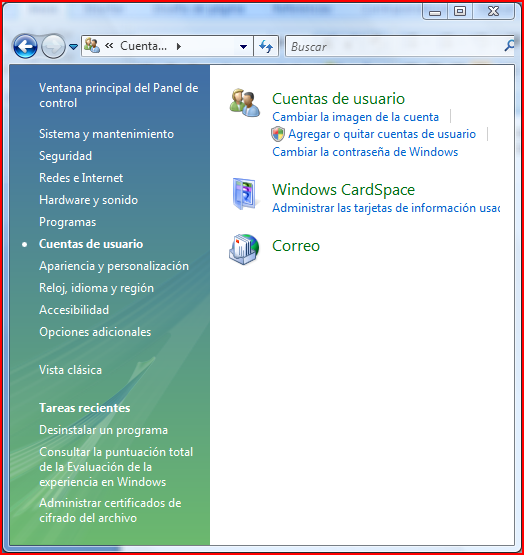 « Cuenta...
Buscar
Ventana principal del Panel de
control
Sistema y mantenimiento
Seguridad
Redes e Internet
Hardware y sonido
Programas
Cuentas de usuario
Apariencia y personalización
Reloj, idioma y región
Accesibilidad
Opciones adicionales
Vista clásica
Tareas recientes
Desinstalar un programa
Consultar la puntuación total
de la Evaluación de la
experiencia en Windows
Administrar certificados de
cifrado del archivo
Cuentas de usuario
Cambiar la imagen de la cuenta
Agregar o quitar cuentas de usuario
Cambiar la contraseña de Windows
Windows CardSpace
Administrar las tarjetas de información
Correo